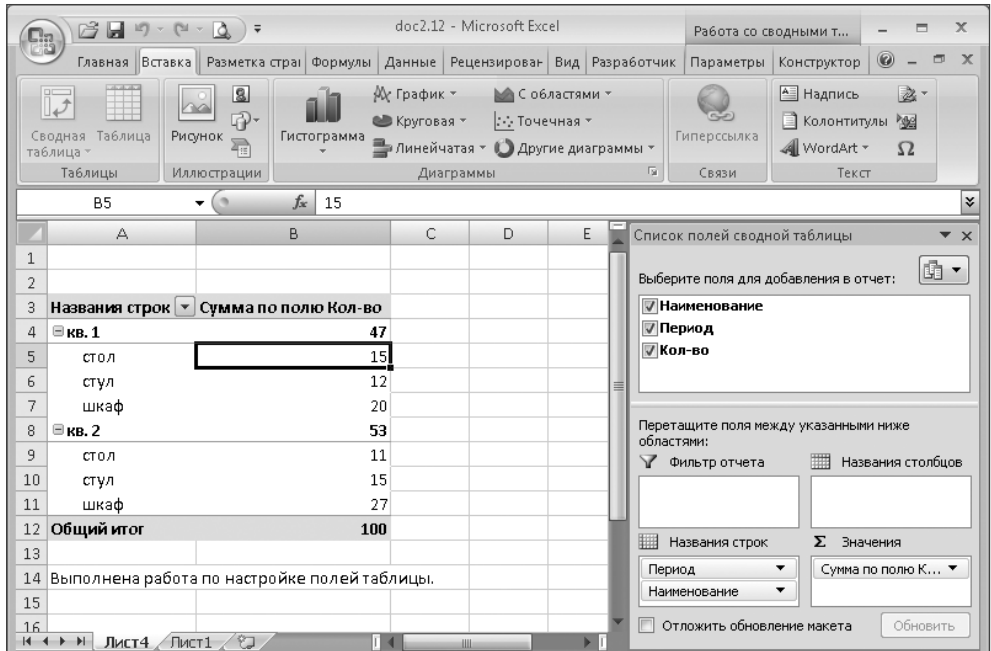 doc2.12 - Microsoft Excel
Работа со сводными т...
Главная Вставка Разметка страı Формулы Данные Рецензирован Вид Разработчик Параметры Конструктор
График С областями Надпись
Сводная таблица Таблица Рисунок Гистограмма Круговая Точечная Гиперссылка Колонтитулы
Линейчатая Другие диаграммы WordArt Ω
Таблицы Иллюстрации Диаграммы Связи Текст
B5 fx 15
A B C D E
1
2
3 Названия строк Сумма по полю Кол-во
4 кв. 1 47
5 стол 15
6 стул 12
7 шкаф 20
8 кв. 2 53
9 стол 11
10 стул 15
11 шкаф 27
12 Общий итог 100
13
14 Выполнена работа по настройке полей таблицы.
15
16
Лист4 Лист1
Список полей сводной таблицы
Выберите поля для добавления в отчет:
Наименование
Период
Кол-во
Перетащите поля между указанными ниже
областями:
Фильтр отчета Названия столбцов
Названия строк Σ Значения
Период Сумма по полю К...
Наименование
Отложить обновление макета Обновить